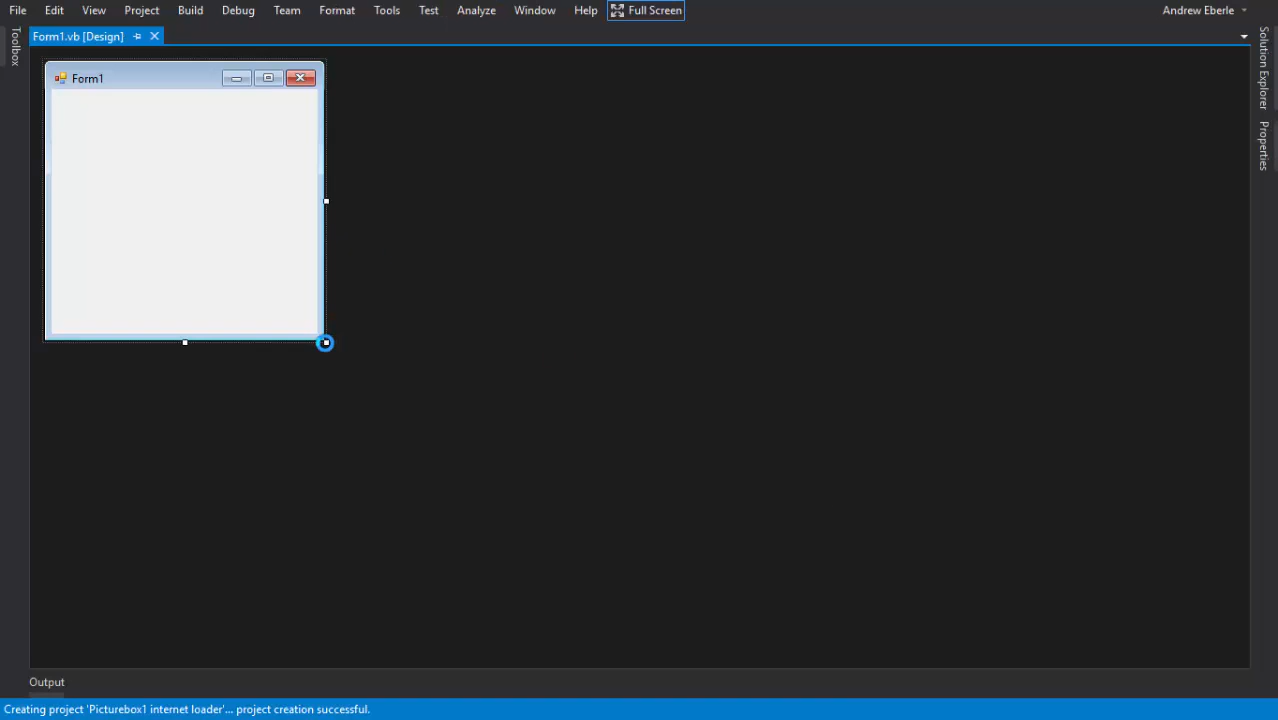 File Edit View Project Build Debug Team Format Tools Test Analyze Window Help Full Screen Andrew Eberle
Form1.vb [Design]
Toolbox
Form1
Solution Explorer
Properties
Output
Creating project 'Picturebox1 internet loader'... project creation successful.